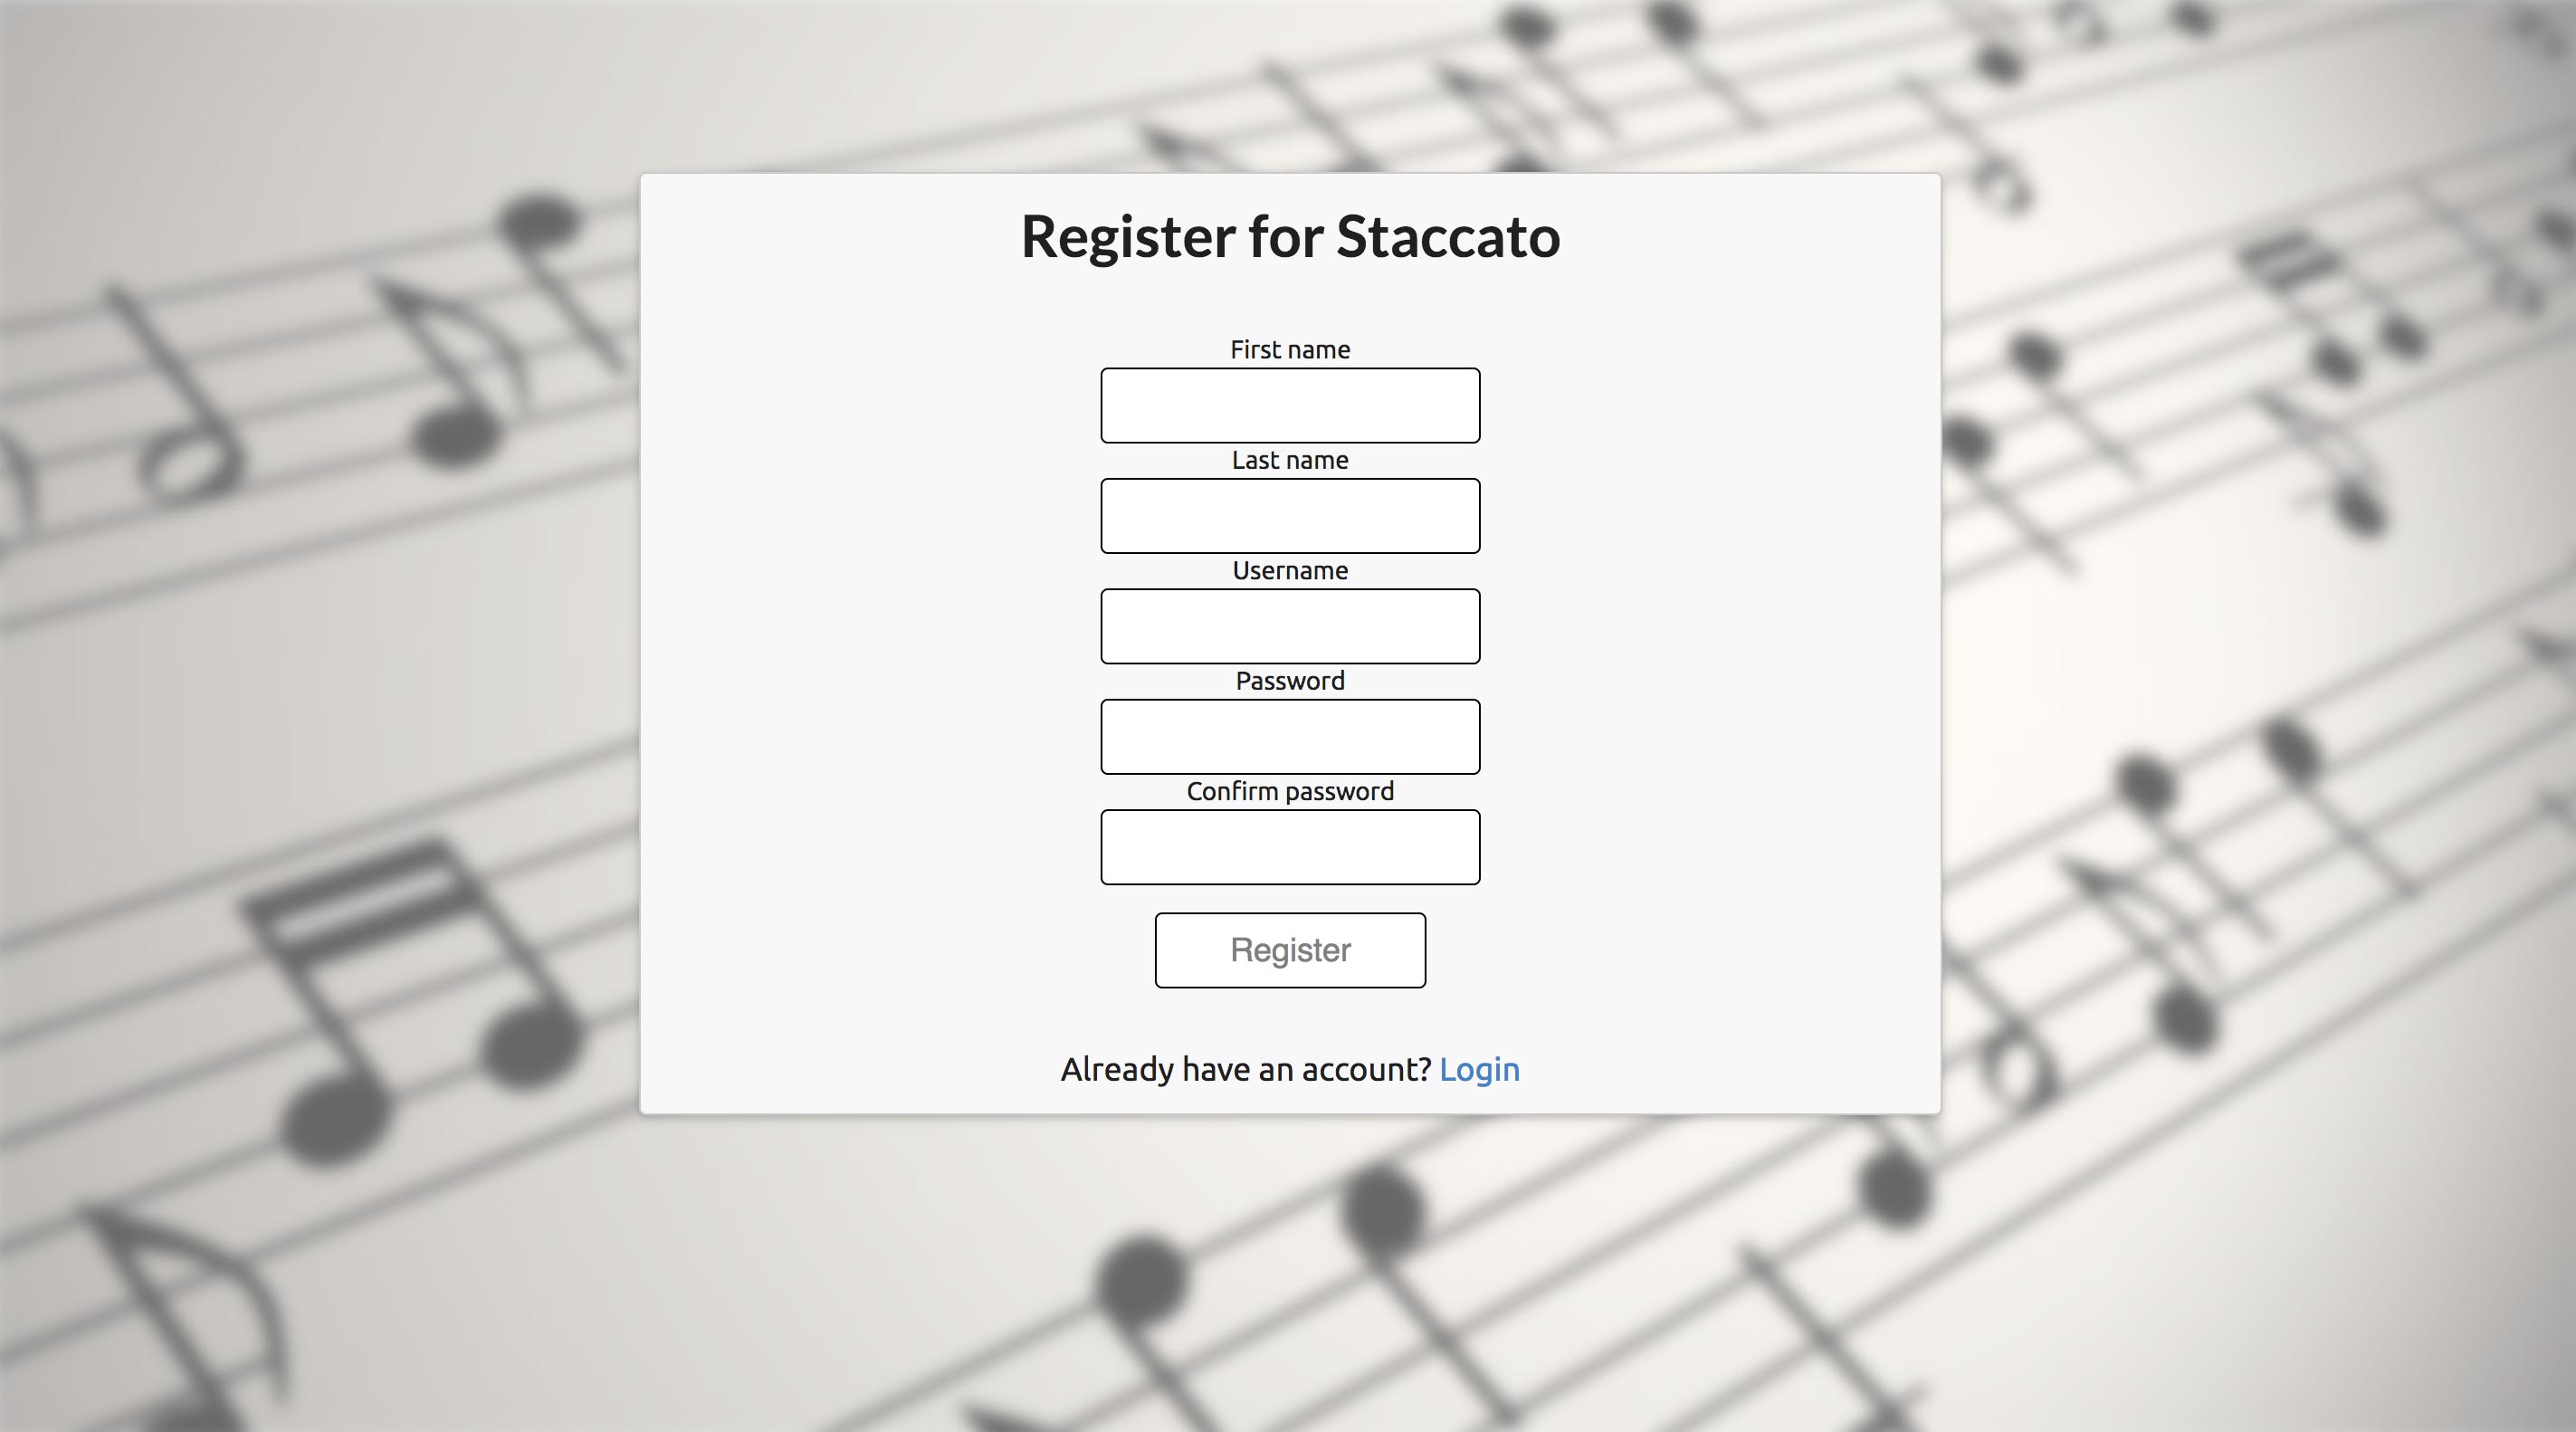 Register for Staccato
First name
Last name
Username
Password
Confirm password
Register
Already have an account? Login